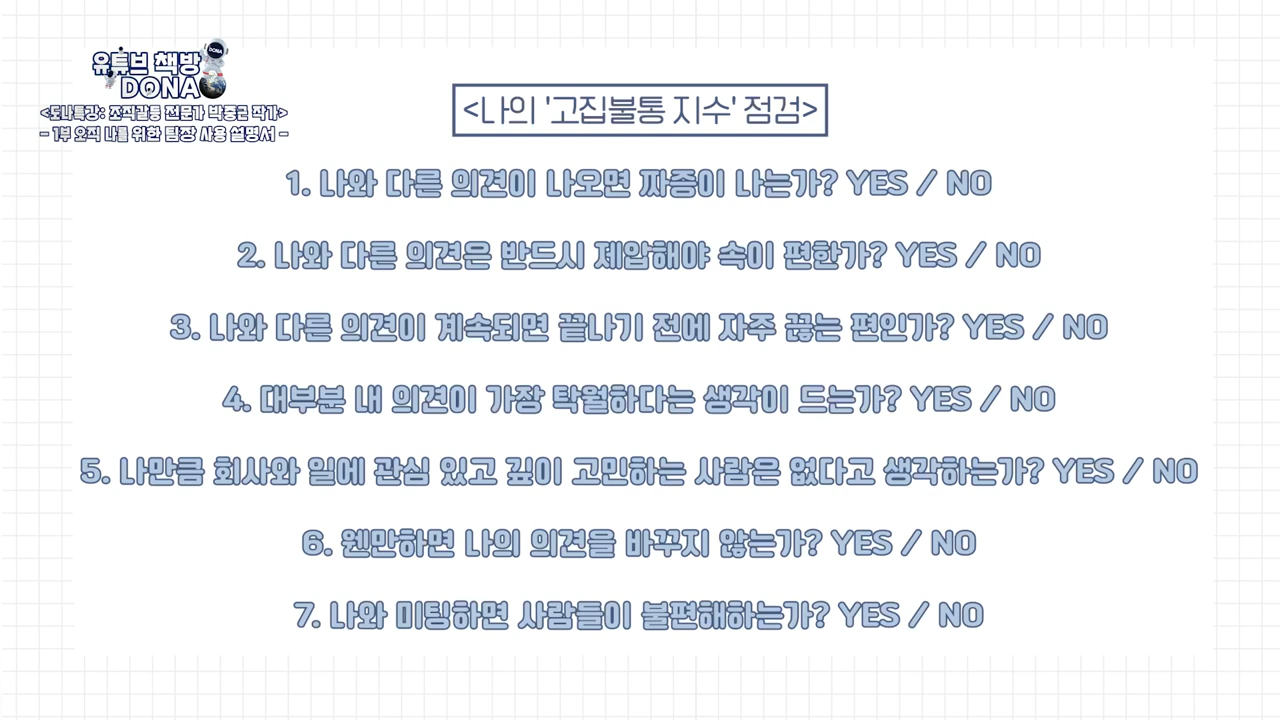 유튜브 책방
DONA
DONA
<도나특강: 조직갈등 전문가 박중근 작가>
- 1부 오직 나를 위한 팀장 사용 설명서 -
<나의 '고집불통 지수' 점검>
1. 나와 다른 의견이 나오면 짜증이 나는가? YES / NO
2. 나와 다른 의견은 반드시 제압해야 속이 편한가? YES / NO
3. 나와 다른 의견이 계속되면 끝나기 전에 자주 끊는 편인가? YES / NO
4. 대부분 내 의견이 가장 탁월하다는 생각이 드는가? YES / NO
5. 나만큼 회사와 일에 관심 있고 깊이 고민하는 사람은 없다고 생각하는가? YES / NO
6. 웬만하면 나의 의견을 바꾸지 않는가? YES / NO
7. 나와 미팅하면 사람들이 불편해하는가? YES / NO